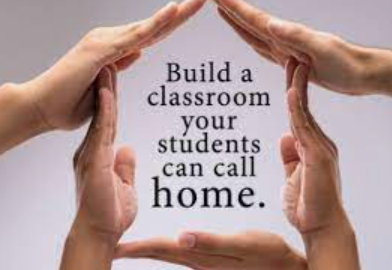 Build a
classroom
your
students
can call
home.